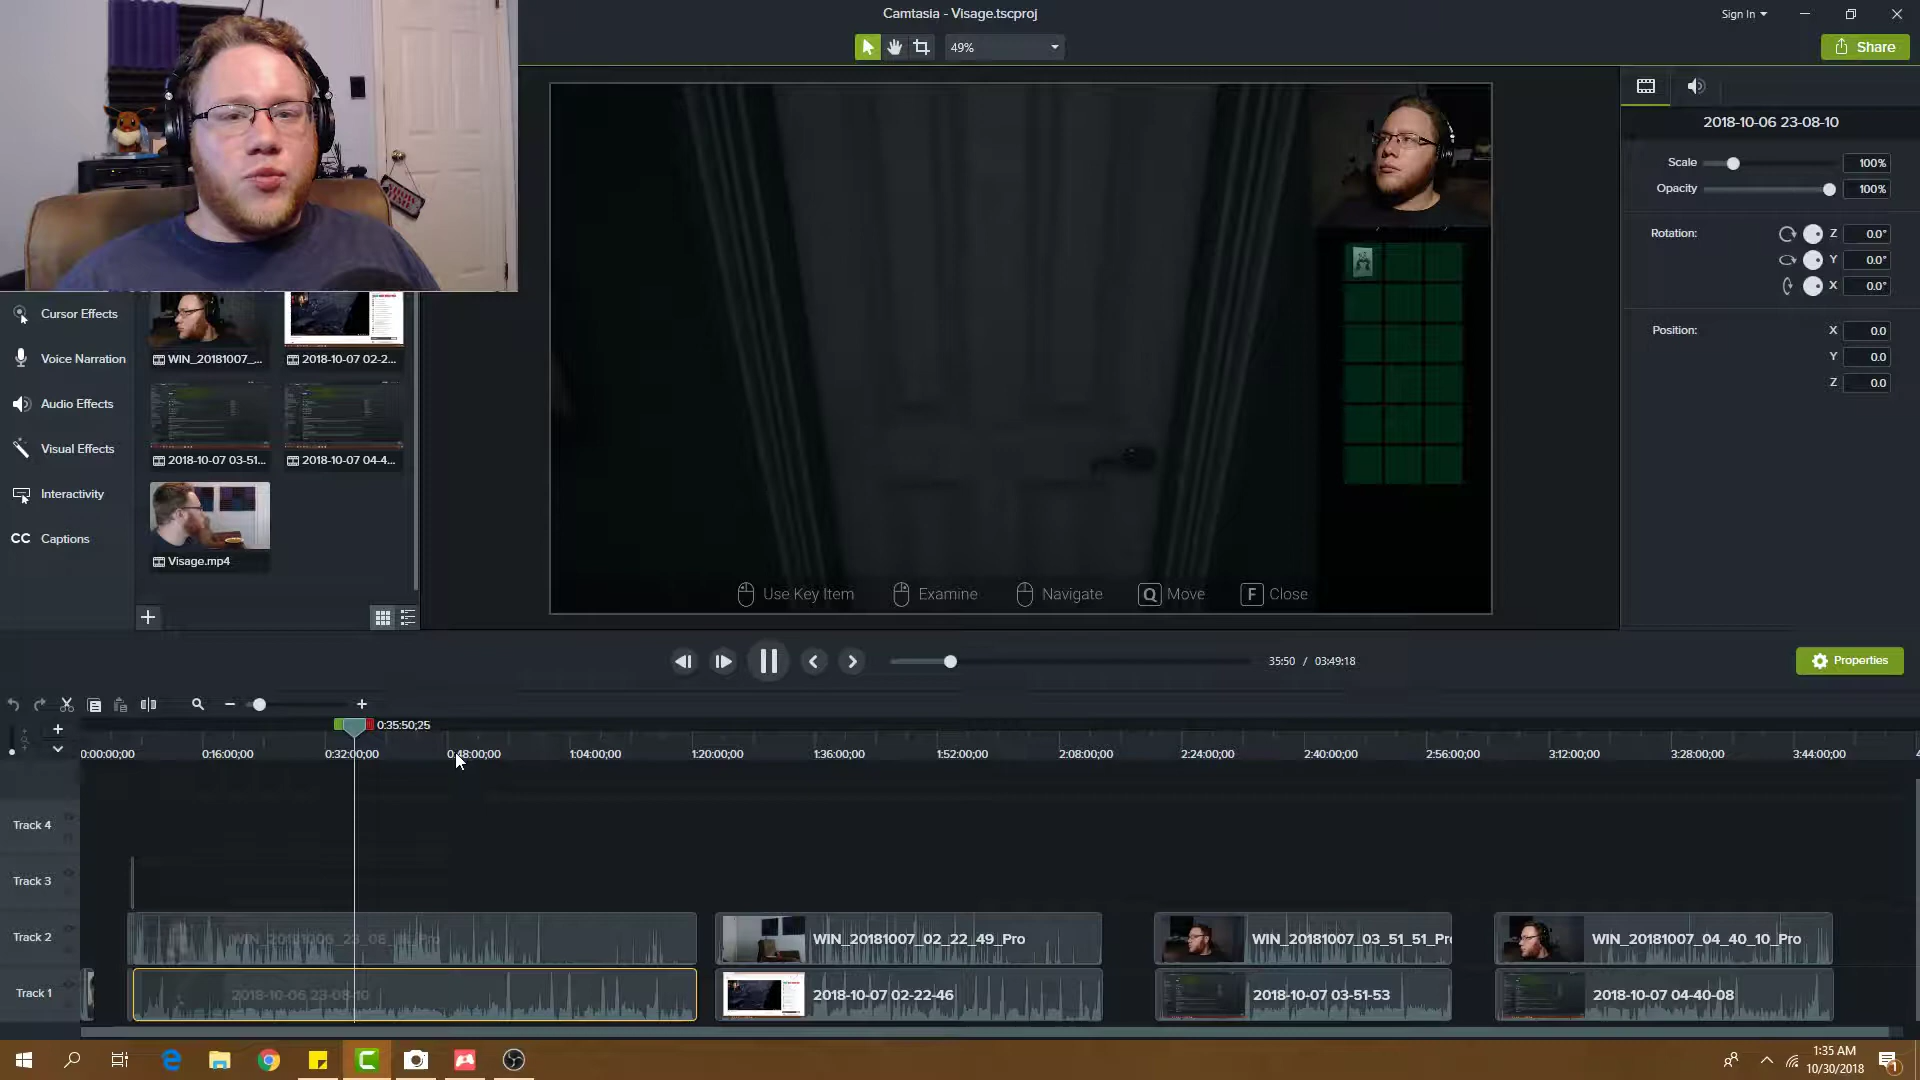 Camtasia - Visage.tscproj
Sign In
49%
Share
2018-10-06 23-08-10
Scale
100%
Opacity
100%
Rotation:
Z
0.0°
Y
0.0°
X
0.0°
Position:
X
0.0
Y
0.0
Z
0.0
Cursor Effects
Voice Narration
Audio Effects
Visual Effects
Interactivity
CC Captions
WIN_20181007_...
2018-10-07 02-2...
2018-10-07 03-51...
2018-10-07 04-4...
Visage.mp4
Use Key Item
Examine
Navigate
Q Move
F Close
35:50 / 03:49:18
Properties
0:35:50;25
0:00:00;00
0:16:00;00
0:32:00;00
0:48:00;00
1:04:00;00
1:20:00;00
1:36:00;00
1:52:00;00
2:08:00;00
2:24:00;00
2:40:00;00
2:56:00;00
3:12:00;00
3:28:00;00
3:44:00;00
Track 4
Track 3
Track 2
WIN_20181007_02_22_49_Pro
WIN_20181007_03_51_51_Pro
WIN_20181007_04_40_10_Pro
Track 1
2018-10-06 23-08-10
2018-10-07 02-22-46
2018-10-07 03-51-53
2018-10-07 04-40-08
1:35 AM
10/30/2018
1